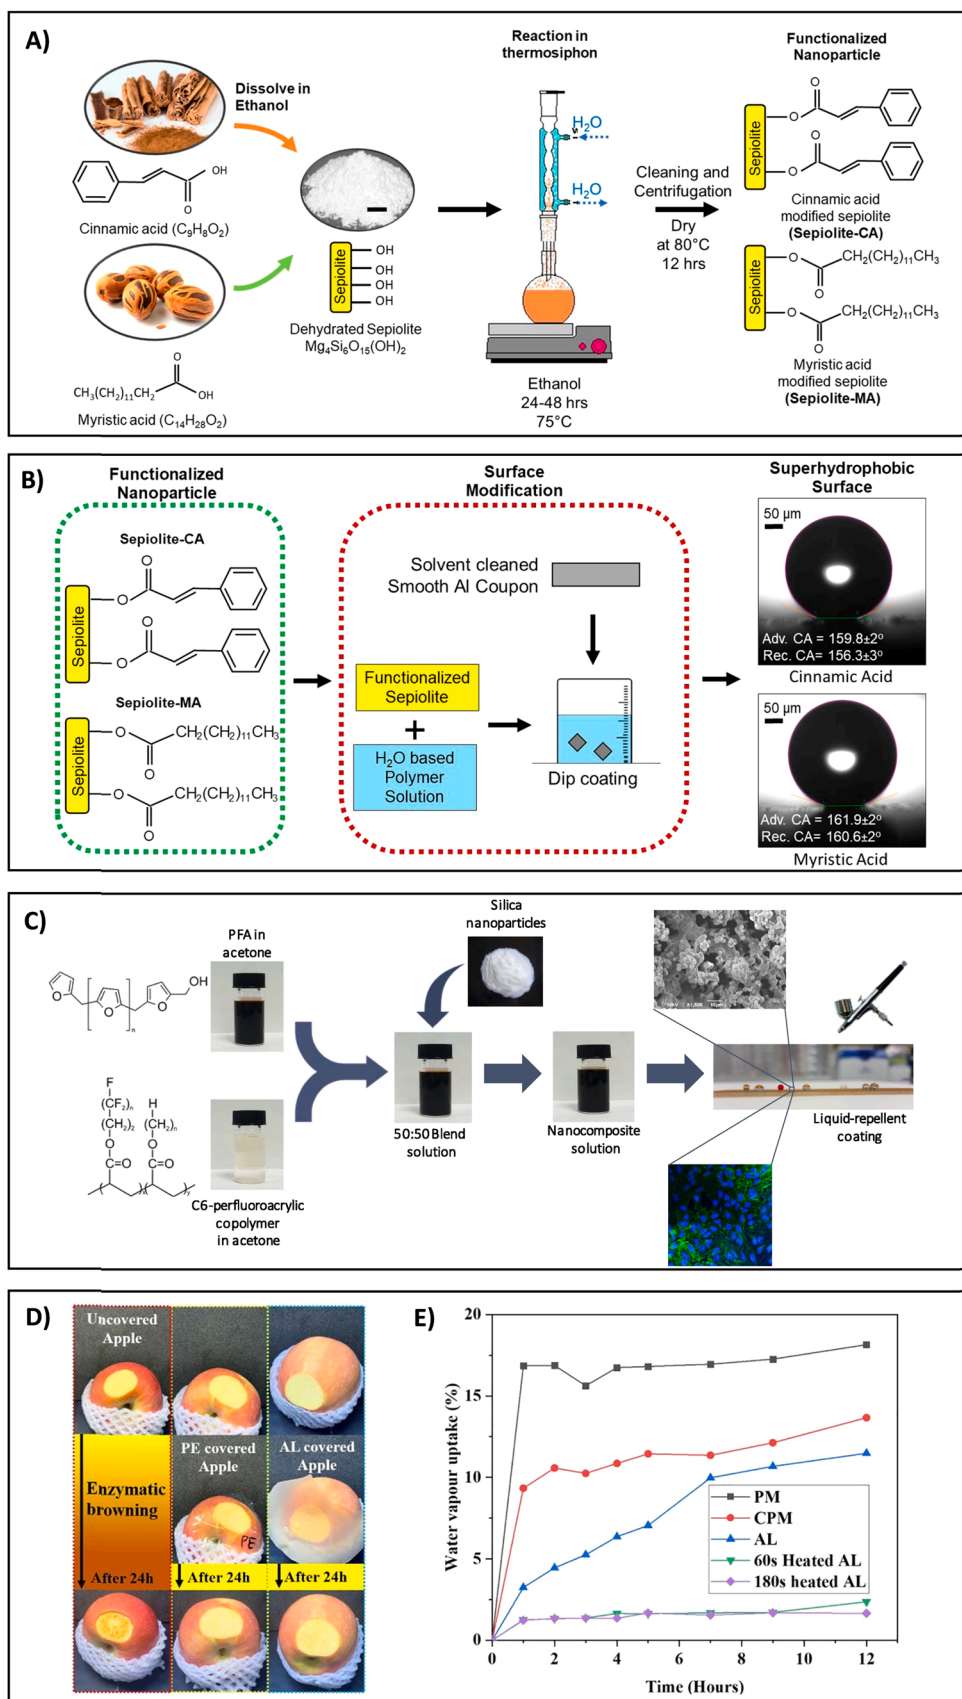 A)
Dissolve in
Ethanol
OH
O
Cinnamic acid (C₉H₈O₂)
O
CH₃(CH₂)₁₁CH₂
OH
Myristic acid (C₁₄H₂₈O₂)
Sepiolite
OH
OH
OH
OH
Dehydrated Sepiolite
Mg₄Si₆O₁₅(OH)₂
Reaction in
thermosiphon
H₂O
H₂O
Ethanol
24-48 hrs
75°C
Cleaning and
Centrifugation
Dry
at 80°C
12 hrs
Functionalized
Nanoparticle
Sepiolite
O
O
O
O
Cinnamic acid
modified sepiolite
(Sepiolite-CA)
Sepiolite
O
CH₂(CH₂)₁₁CH₃
O
O
CH₂(CH₂)₁₁CH₃
O
Myristic acid
modified sepiolite
(Sepiolite-MA)
B)
Functionalized
Nanoparticle
Sepiolite-CA
Sepiolite
O
O
O
O
Sepiolite-MA
Sepiolite
O
CH₂(CH₂)₁₁CH₃
O
O
CH₂(CH₂)₁₁CH₃
O
Surface
Modification
Solvent cleaned
Smooth Al Coupon
Functionalized
Sepiolite
+
H₂O based
Polymer
Solution
Dip coating
Superhydrophobic
Surface
50 µm
Adv. CA = 159.8±2°
Rec. CA= 156.3±3°
Cinnamic Acid
50 µm
Adv. CA = 161.9±2°
Rec. CA = 160.6±2°
Myristic Acid
C)
PFA in
acetone
O
O
n
O
OH
F
(CF₂)n
(CH₂)₂
O
C=O
H
(CH₂)n
O
C=O
x
y
C6-perfluoroacrylic
copolymer
in acetone
Silica
nanoparticles
50:50 Blend
solution
Nanocomposite
solution
Liquid-repellent
coating
D)
Uncovered
Apple
PE covered
Apple
AL covered
Apple
Enzymatic
browning
PE
After 24h
After 24h
After 24h
E)
Water vapour uptake (%)
20
15
10
5
0
0
2
4
6
8
10
12
Time (Hours)
PM
CPM
AL
60s Heated AL
180s heated AL